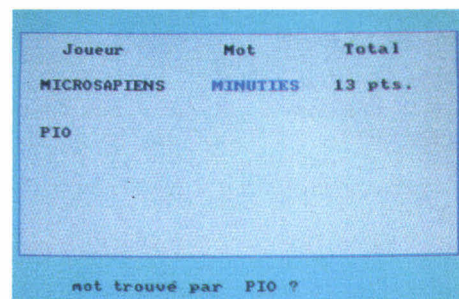 Joueur Mot Total
MICROSAPIENS MINUTIES 13 pts.
PIO
mot trouvé par PIO ?